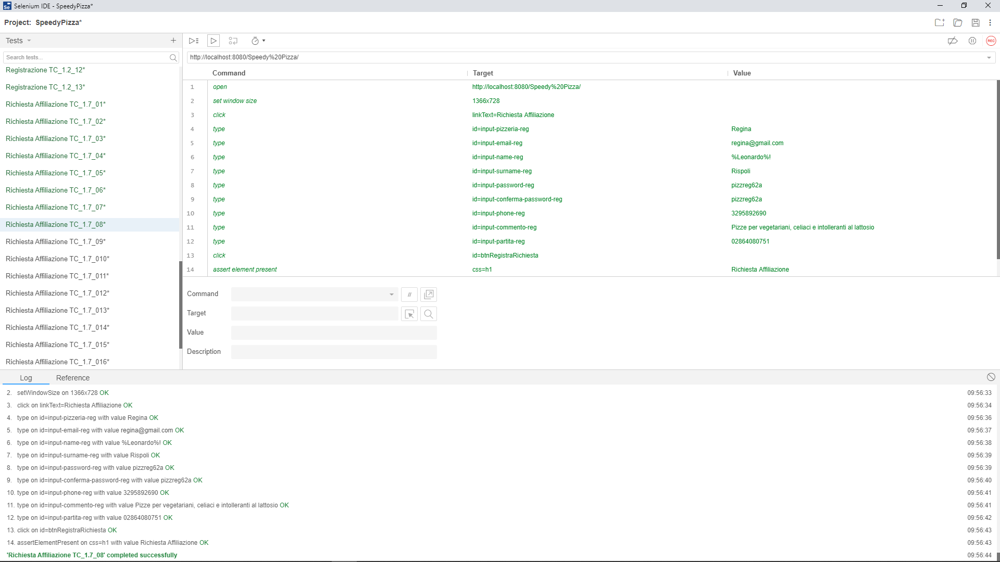 Selenium IDE - SpeedyPizza*
Project: SpeedyPizza*
Tests
Search tests...
Registrazione TC_1.2_12*
Registrazione TC_1.2_13*
Richiesta Affiliazione TC_1.7_01*
Richiesta Affiliazione TC_1.7_02*
Richiesta Affiliazione TC_1.7_03*
Richiesta Affiliazione TC_1.7_04*
Richiesta Affiliazione TC_1.7_05*
Richiesta Affiliazione TC_1.7_06*
Richiesta Affiliazione TC_1.7_07*
Richiesta Affiliazione TC_1.7_08*
Richiesta Affiliazione TC_1.7_09*
Richiesta Affiliazione TC_1.7_010*
Richiesta Affiliazione TC_1.7_011*
Richiesta Affiliazione TC_1.7_012*
Richiesta Affiliazione TC_1.7_013*
Richiesta Affiliazione TC_1.7_014*
Richiesta Affiliazione TC_1.7_015*
Richiesta Affiliazione TC_1.7_016*
REC
http://localhost:8080/Speedy%20Pizza/
Command Target Value
1 open http://localhost:8080/Speedy%20Pizza/
2 set window size 1366x728
3 click linkText=Richiesta Affiliazione
4 type id=input-pizzeria-reg Regina
5 type id=input-email-reg regina@gmail.com
6 type id=input-name-reg %Leonardo%!
7 type id=input-surname-reg Rispoli
8 type id=input-password-reg pizzreg62a
9 type id=input-conferma-password-reg pizzreg62a
10 type id=input-phone-reg 3295892690
11 type id=input-commento-reg Pizze per vegetariani, celiaci e intolleranti al lattosio
12 type id=input-partita-reg 02864080751
13 click id=btnRegistraRichiesta
14 assert element present css=h1 Richiesta Affiliazione
Command //
Target
Value
Description
Log Reference
2. setWindowSize on 1366x728 OK 09:56:33
3. click on linkText=Richiesta Affiliazione OK 09:56:34
4. type on id=input-pizzeria-reg with value Regina OK 09:56:36
5. type on id=input-email-reg with value regina@gmail.com OK 09:56:37
6. type on id=input-name-reg with value %Leonardo%! OK 09:56:38
7. type on id=input-surname-reg with value Rispoli OK 09:56:39
8. type on id=input-password-reg with value pizzreg62a OK 09:56:39
9. type on id=input-conferma-password-reg with value pizzreg62a OK 09:56:40
10. type on id=input-phone-reg with value 3295892690 OK 09:56:41
11. type on id=input-commento-reg with value Pizze per vegetariani, celiaci e intolleranti al lattosio OK 09:56:41
12. type on id=input-partita-reg with value 02864080751 OK 09:56:42
13. click on id=btnRegistraRichiesta OK 09:56:43
14. assertElementPresent on css=h1 with value Richiesta Affiliazione OK 09:56:43
'Richiesta Affiliazione TC_1.7_08' completed successfully 09:56:44